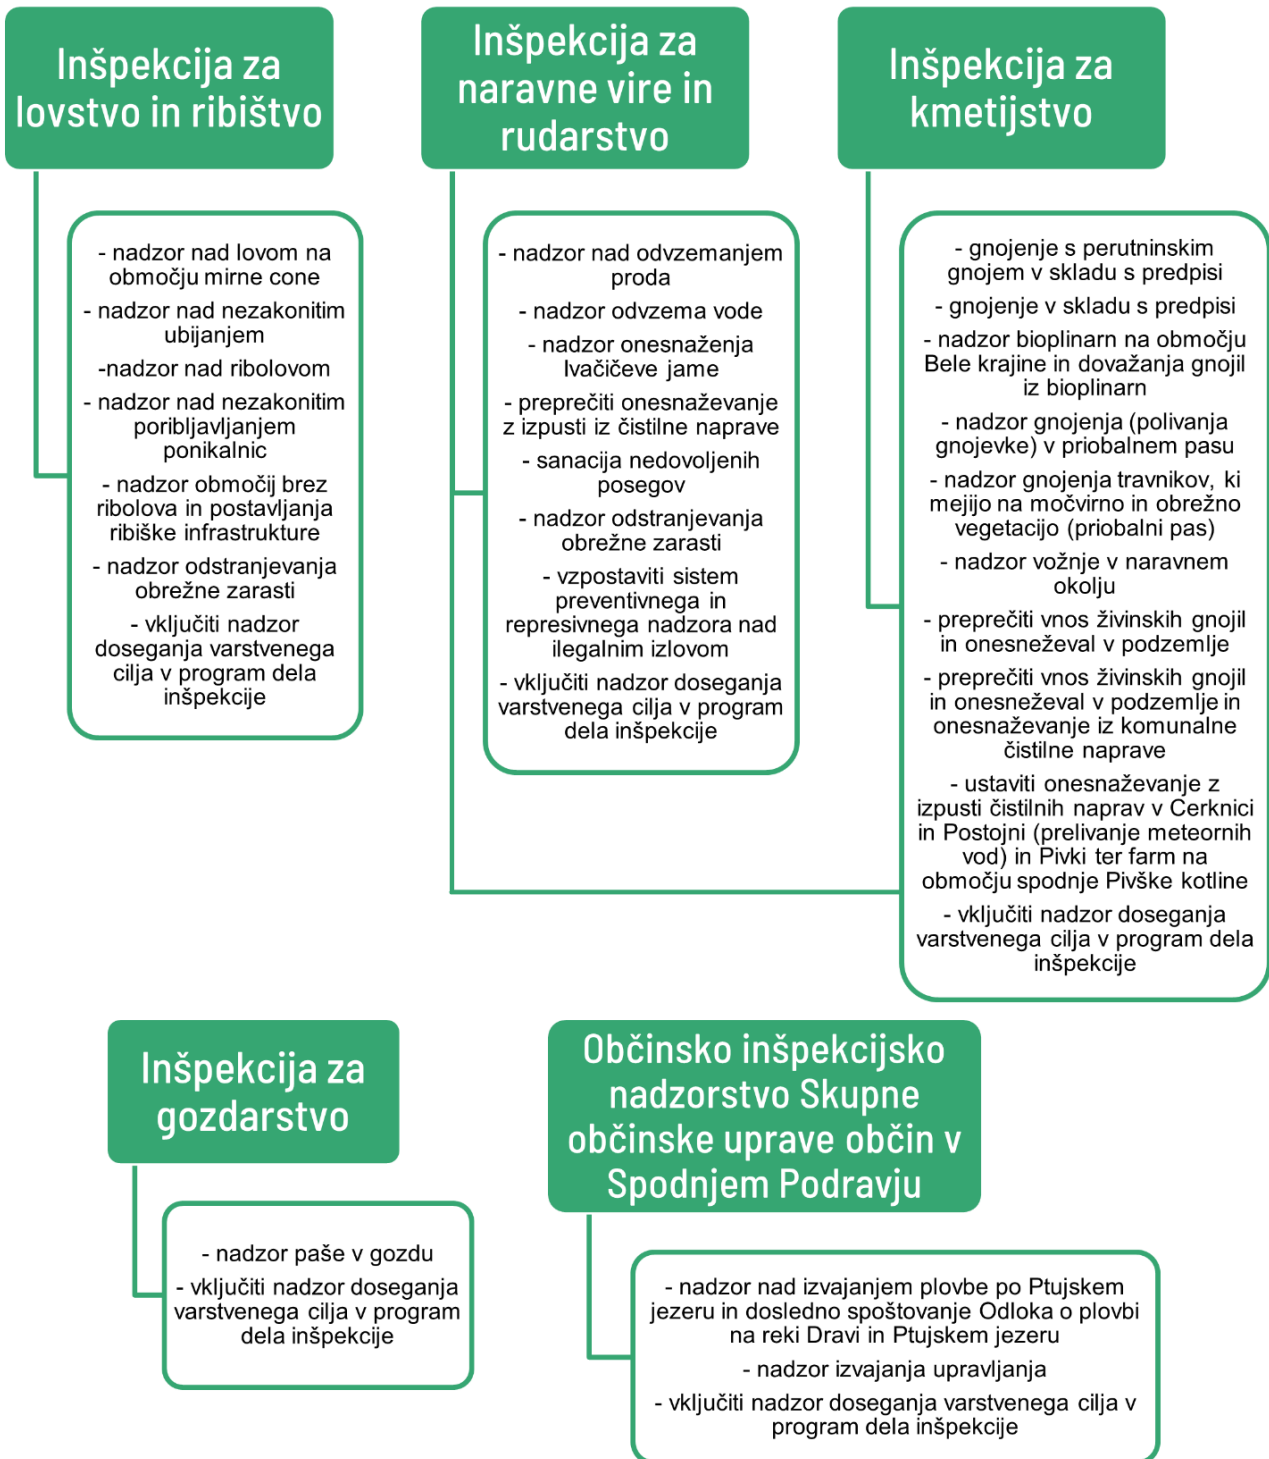 Inšpekcija za
lovstvo in ribištvo
- nadzor nad lovom na
območju mirne cone
- nadzor nad nezakonitim
ubijanjem
-nadzor nad ribolovom
- nadzor nad nezakonitim
poribljavljanjem
ponikalnic
- nadzor območij brez
ribolova in postavljanja
ribiške infrastrukture
- nadzor odstranjevanja
obrežne zarasti
- vključiti nadzor
doseganja varstvenega
cilja v program dela
inšpekcije
Inšpekcija za
naravne vire in
rudarstvo
- nadzor nad odvzemanjem
proda
- nadzor odvzema vode
- nadzor onesnaženja
Ivačičeve jame
- preprečiti onesnaževanje
z izpusti iz čistilne naprave
- sanacija nedovoljenih
posegov
- nadzor odstranjevanja
obrežne zarasti
- vzpostaviti sistem
preventivnega in
represivnega nadzora nad
ilegalnim izlovom
- vključiti nadzor doseganja
varstvenega cilja v program
dela inšpekcije
Inšpekcija za
kmetijstvo
- gnojenje s perutninskim
gnojem v skladu s predpisi
- gnojenje v skladu s predpisi
- nadzor bioplinarn na območju
Bele krajine in dovažanja gnojil
iz bioplinarn
- nadzor gnojenja (polivanja
gnojevke) v priobalnem pasu
- nadzor gnojenja travnikov, ki
mejijo na močvirno in obrežno
vegetacijo (priobalni pas)
- nadzor vožnje v naravnem
okolju
- preprečiti vnos živinskih gnojil
in onesneževal v podzemlje
- preprečiti vnos živinskih gnojil
in onesneževal v podzemlje in
onesnaževanje iz komunalne
čistilne naprave
- ustaviti onesnaževanje z
izpusti čistilnih naprav v Cerknici
in Postojni (prelivanje meteornih
vod) in Pivki ter farm na
območju spodnje Pivške kotline
- vključiti nadzor doseganja
varstvenega cilja v program dela
inšpekcije
Inšpekcija za
gozdarstvo
- nadzor paše v gozdu
- vključiti nadzor doseganja
varstvenega cilja v program
dela inšpekcije
Občinsko inšpekcijsko
nadzorstvo Skupne
občinske uprave občin v
Spodnjem Podravju
- nadzor nad izvajanjem plovbe po Ptujskem
jezeru in dosledno spoštovanje Odloka o plovbi
na reki Dravi in Ptujskem jezeru
- nadzor izvajanja upravljanja
- vključiti nadzor doseganja varstvenega cilja v
program dela inšpekcije